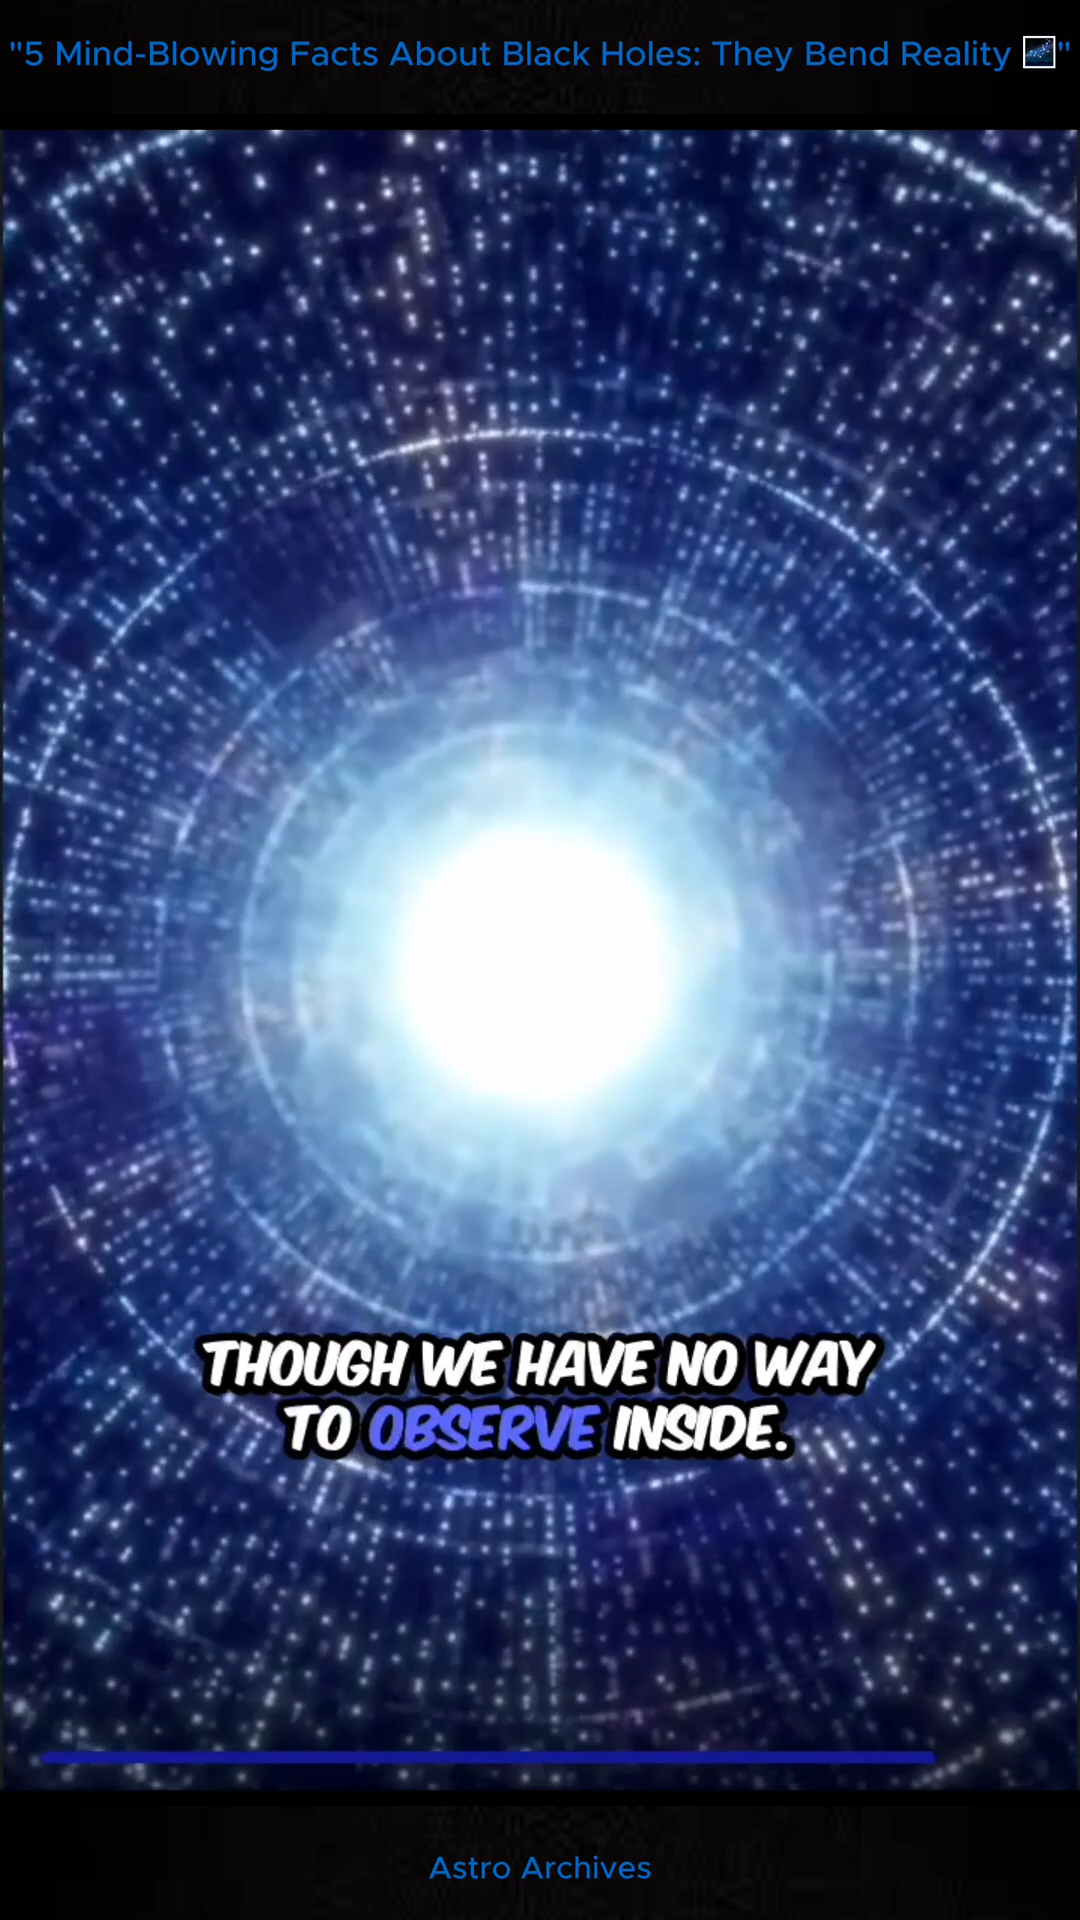 "5 Mind-Blowing Facts About Black Holes: They Bend Reality 🌌"
THOUGH WE HAVE NO WAY
TO OBSERVE INSIDE.
Astro Archives